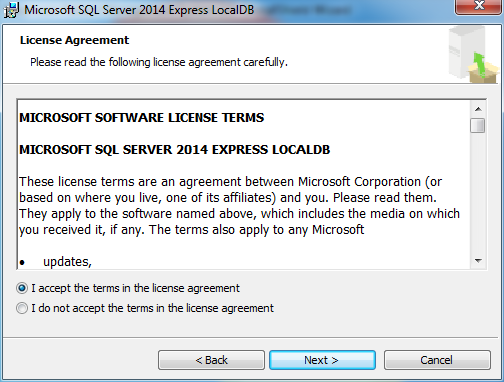 Microsoft SQL Server 2014 Express LocalDB
License Agreement
Please read the following license agreement carefully.
MICROSOFT SOFTWARE LICENSE TERMS
MICROSOFT SQL SERVER 2014 EXPRESS LOCALDB
These license terms are an agreement between Microsoft Corporation (or
based on where you live, one of its affiliates) and you. Please read them.
They apply to the software named above, which includes the media on which
you received it, if any. The terms also apply to any Microsoft
• updates,
I accept the terms in the license agreement
I do not accept the terms in the license agreement
< Back
Next >
Cancel